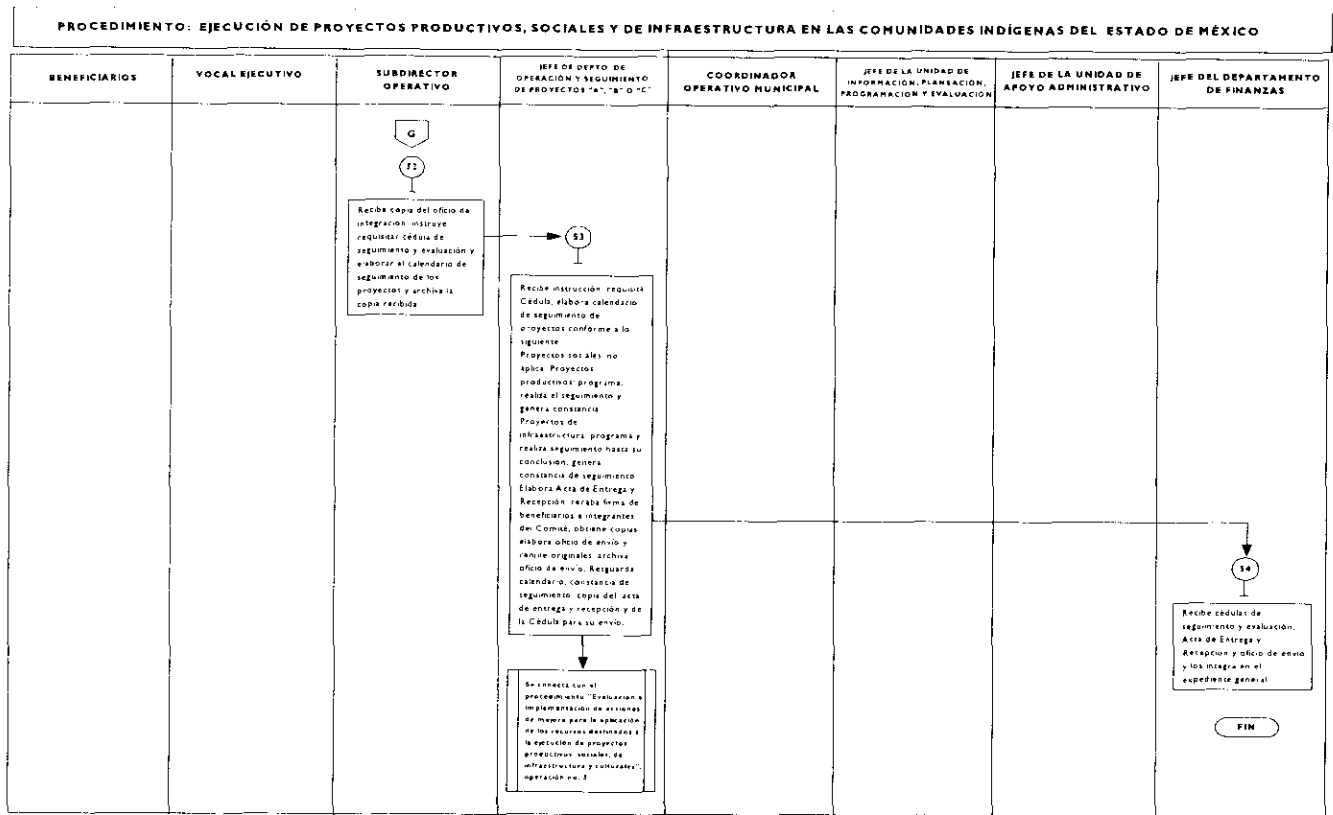 PROCEDIMIENTO: EJECUCIÓN DE PROYECTOS PRODUCTIVOS, SOCIALES Y DE INFRAESTRUCTURA EN LAS COMUNIDADES INDÍGENAS DEL ESTADO DE MÉXICO
BENEFICIARIOS
VOCAL EJECUTIVO
SUBDIRECTOR
OPERATIVO
JEFE DE DEPTO. DE
OPERACIÓN Y SEGUIMIENTO
DE PROYECTOS "A", "B" O "C"
COORDINADOR
OPERATIVO MUNICIPAL
JEFE DE LA UNIDAD DE
INFORMACIÓN, PLANEACIÓN,
PROGRAMACIÓN Y EVALUACIÓN
JEFE DE LA UNIDAD DE
APOYO ADMINISTRATIVO
JEFE DEL DEPARTAMENTO
DE FINANZAS
G
52
Recibe copia del oficio de
integración, instruye
requisitar cédula de
seguimiento y evaluación y
elaborar el calendario de
seguimiento de los
proyectos y archiva la
copia recibida
53
Recibe instrucción, requisita
Cédula, elabora calendario
de seguimiento de
proyectos conforme a lo
siguiente
Proyectos sociales: no
aplica. Proyectos
productivos: programa,
realiza el seguimiento y
genera constancia
Proyectos de
infraestructura: programa y
realiza seguimiento hasta su
conclusión, genera
constancia de seguimiento
Elabora Acta de Entrega y
Recepción, recaba firma de
beneficiarios e integrantes
del Comité, obtiene copias
elabora oficio de envío y
remite originales, archiva
oficio de envío. Resguarda
calendario, constancia de
seguimiento, copia del acta
de entrega y recepción y de
la Cédula para su envío.
54
Recibe cédulas de
seguimiento y evaluación,
Acta de Entrega y
Recepción y oficio de envío
y los integra en el
expediente general
Se conecta con el
procedimiento "Evaluación e
implementación de acciones
de mejora para la aplicación
de los recursos destinados a
la ejecución de proyectos
productivos, sociales, de
infraestructura y culturales",
operación no. 3
FIN